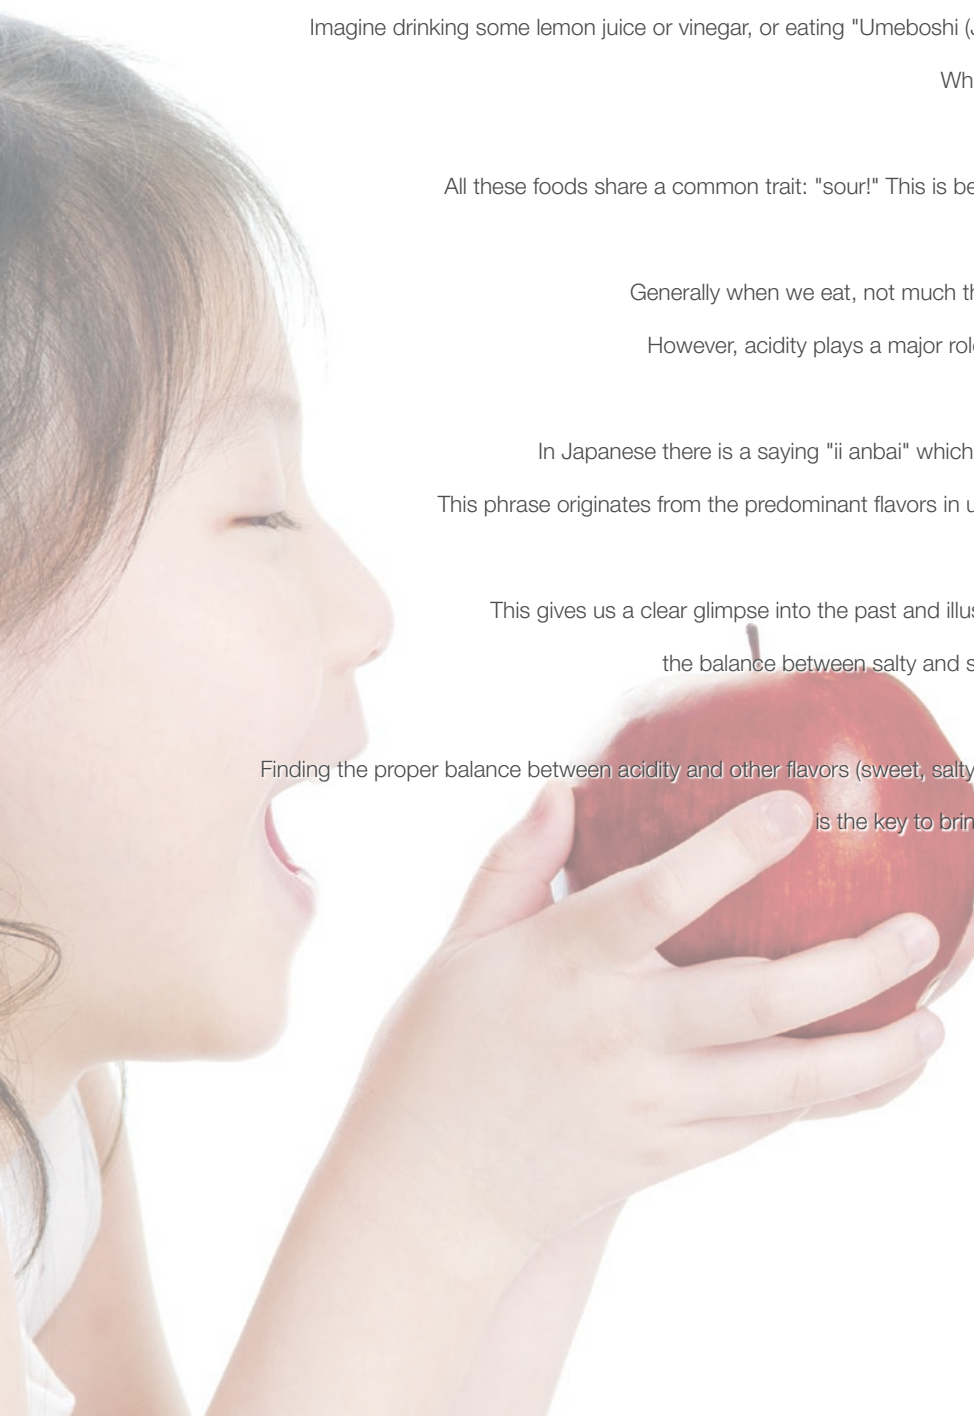 Imagine drinking some lemon juice or vinegar, or eating "Umeboshi (J
Wh
All these foods share a common trait: "sour!" This is be
Generally when we eat, not much th
However, acidity plays a major role
In Japanese there is a saying "ii anbai" which
This phrase originates from the predominant flavors in u
This gives us a clear glimpse into the past and illus
the balance between salty and s
Finding the proper balance between acidity and other flavors (sweet, salty
is the key to brin